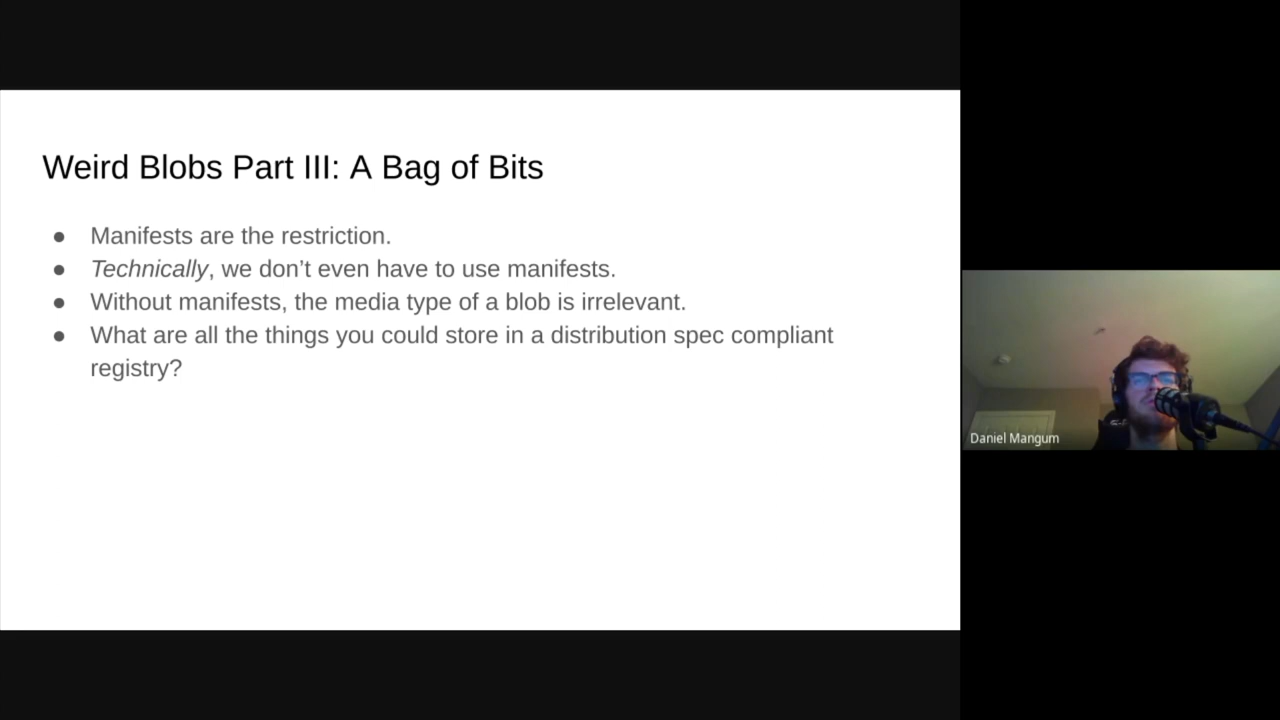 Weird Blobs Part III: A Bag of Bits
● Manifests are the restriction.
● Technically, we don’t even have to use manifests.
● Without manifests, the media type of a blob is irrelevant.
● What are all the things you could store in a distribution spec compliant
registry?
Daniel Mangum